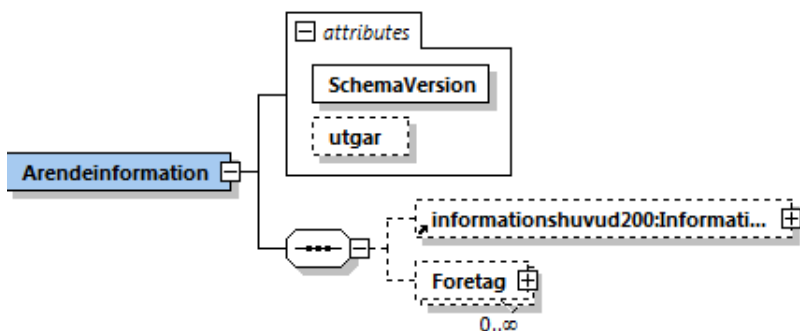 attributes
SchemaVersion
utgar
Arendeinformation
informationshuvud200:Informati...
Foretag
0..∞